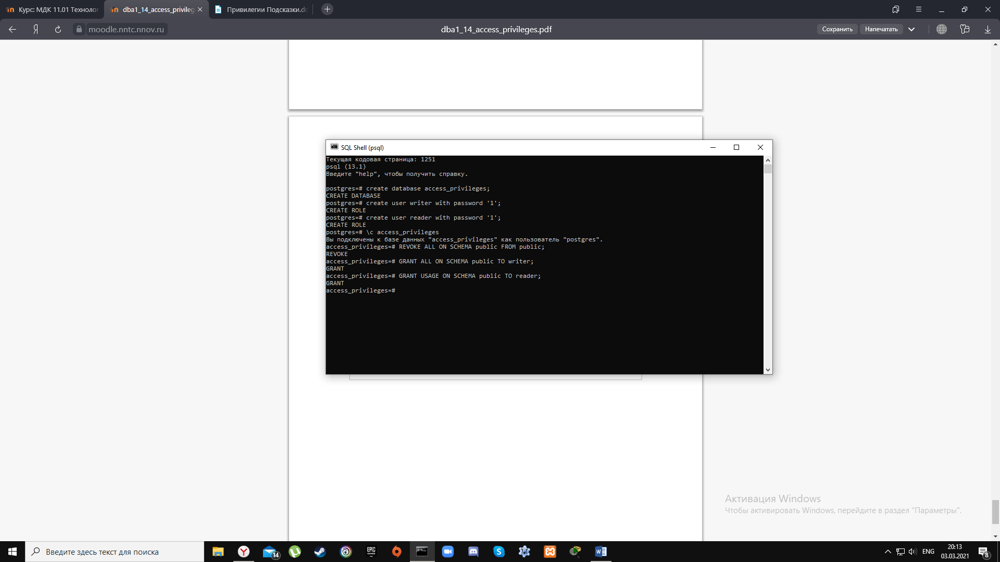 Курс: МДК 11.01 Технолог
dba1_14_access_privileg
Привилегии Подсказки.do
moodle.nntc.nnov.ru
dba1_14_access_privileges.pdf
Сохранить
Напечатать
SQL Shell (psql)
Текущая кодовая страница: 1251
psql (13.1)
Введите "help", чтобы получить справку.
postgres=# create database access_privileges;
CREATE DATABASE
postgres=# create user writer with password '1';
CREATE ROLE
postgres=# create user reader with password '1';
CREATE ROLE
postgres=# \c access_privileges
Вы подключены к базе данных "access_privileges" как пользователь "postgres".
access_privileges=# REVOKE ALL ON SCHEMA public FROM public;
REVOKE
access_privileges=# GRANT ALL ON SCHEMA public TO writer;
GRANT
access_privileges=# GRANT USAGE ON SCHEMA public TO reader;
GRANT
access_privileges=#
Активация Windows
Чтобы активировать Windows, перейдите в раздел "Параметры".
Введите здесь текст для поиска
14
EPIC
GAMES
ENG
20:13
03.03.2021
8